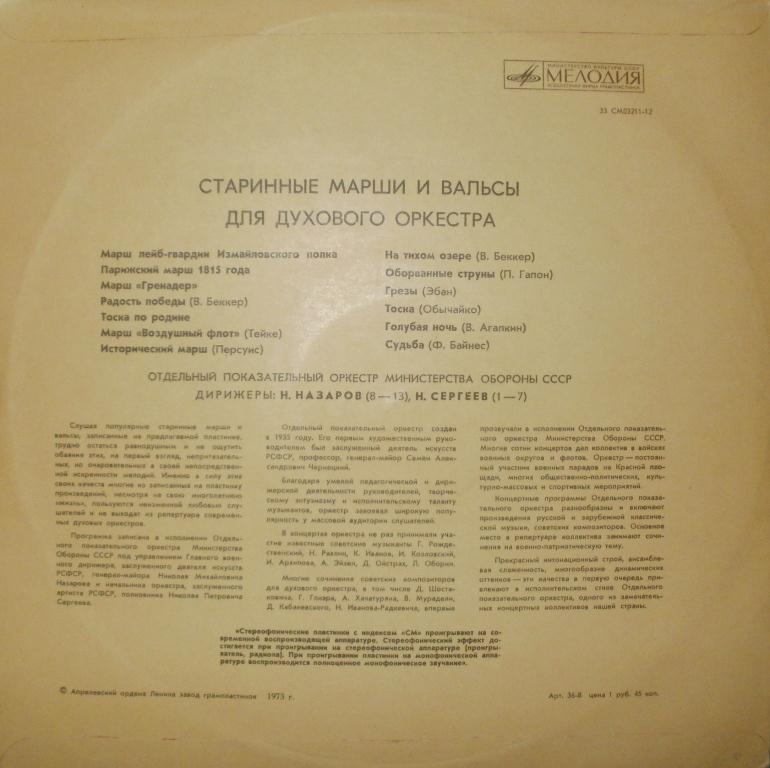 МИНИСТЕРСТВО КУЛЬТУРЫ СССР
МЕЛОДИЯ
ВСЕСОЮЗНАЯ ФИРМА ГРАМПЛАСТИНОК
33 СМ03211-12
СТАРИННЫЕ МАРШИ И ВАЛЬСЫ
ДЛЯ ДУХОВОГО ОРКЕСТРА
Марш лейб-гвардии Измайловского полка
Парижский марш 1815 года
Марш «Гренадер»
Радость победы (В. Беккер)
Тоска по родине
Марш «Воздушный флот» (Тейке)
Исторический марш (Персуис)
На тихом озере (В. Беккер)
Оборванные струны (П. Гапон)
Грезы (Эбан)
Тоска (Обычайко)
Голубая ночь (В. Агапкин)
Судьба (Ф. Байнес)
ОТДЕЛЬНЫЙ ПОКАЗАТЕЛЬНЫЙ ОРКЕСТР МИНИСТЕРСТВА ОБОРОНЫ СССР
ДИРИЖЕРЫ: Н. НАЗАРОВ (8—13), Н. СЕРГЕЕВ (1—7)
Слушая популярные старинные марши и
вальсы, записанные на предлагаемой пластинке,
трудно остаться равнодушным и не ощутить
обаяния этих, на первый взгляд, непритязатель-
ных, но очаровательных в своей непосредствен-
ной искренности мелодий. Именно в силу этих
своих качеств многие из записанных на пластинку
произведений, несмотря на свою многолетнюю
«жизнь», пользуются неизменной любовью слу-
шателей и не выходят из репертуара современ-
ных духовых оркестров.
Программа записана в исполнении Отдель-
ного показательного оркестра Министерства
Обороны СССР под управлением Главного воен-
ного дирижера, заслуженного деятеля искусств
РСФСР, генерал-майора Николая Михайловича
Назарова и начальника оркестра, заслуженного
артиста РСФСР, полковника Николая Петровича
Сергеева.
Отдельный показательный оркестр создан
в 1935 году. Его первым художественным руко-
водителем был заслуженный деятель искусств
РСФСР, профессор, генерал-майор Семен Алек-
сандрович Чернецкий.
Благодаря умелой педагогической и дири-
жерской деятельности руководителей, творче-
скому энтузиазму и исполнительскому таланту
музыкантов, оркестр завоевал широкую попу-
лярность у массовой аудитории слушателей.
В концертах оркестра не раз принимали уча-
стие известные советские музыканты: Г. Рождест-
венский, Н. Рахлин, К. Иванов, И. Козловский,
И. Архипова, А. Эйзен, Д. Ойстрах, Л. Оборин.
Многие сочинения советских композиторов
для духового оркестра, в том числе Д. Шоста-
ковича, Г. Глиэра, А. Хачатуряна, В. Мурадели,
Д. Кабалевского, Н. Иванова-Радкевича, впервые
прозвучали в исполнении Отдельного показатель-
ного оркестра Министерства Обороны СССР.
Многие сотни концертов дал коллектив в войсках
военных округов и флотов. Оркестр — постоян-
ный участник военных парадов на Красной пло-
щади, многих общественно-политических, куль-
турно-массовых и спортивных мероприятий.
Концертные программы Отдельного показа-
тельного оркестра разнообразны и включают
произведения русской и зарубежной классиче-
ской музыки, советских композиторов. Основное
место в репертуаре коллектива занимают сочи-
нения на военно-патриотическую тему.
Прекрасный интонационный строй, ансамбле-
вая слаженность, многообразие динамических
оттенков — эти качества в первую очередь при-
влекают в исполнительском стиле Отдельного
показательного оркестра, одного из замечатель-
ных концертных коллективов нашей страны.
«Стереофонические пластинки с индексом «СМ» проигрывают на со-
временной воспроизводящей аппаратуре. Стереофонический эффект до-
стигается при проигрывании на стереофонической аппаратуре (проигры-
ватель, радиола). При проигрывании пластинки на монофонической аппа-
ратуре воспроизводится полноценное монофоническое звучание».
© Апрелевский ордена Ленина завод грампластинок 1973 г.
Арт. 36-8 цена 1 руб. 45 коп.